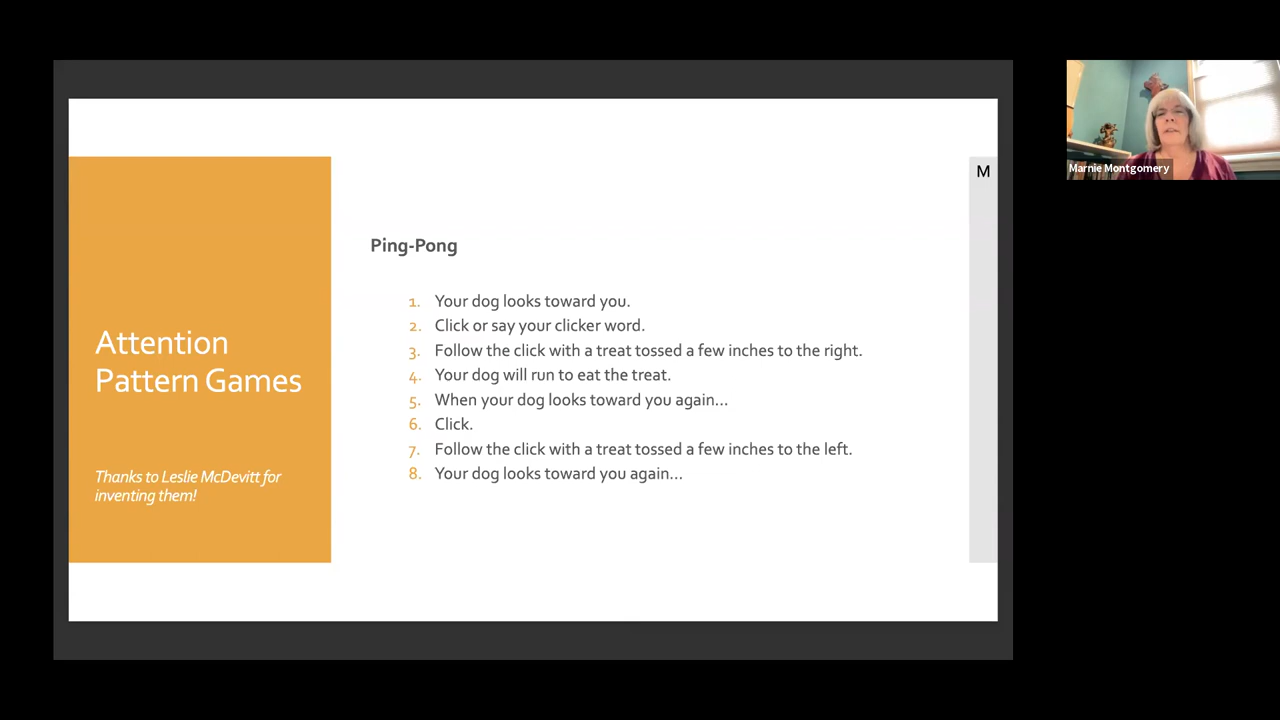 Attention
Pattern Games
Thanks to Leslie McDevitt for
inventing them!
Ping-Pong
1. Your dog looks toward you.
2. Click or say your clicker word.
3. Follow the click with a treat tossed a few inches to the right.
4. Your dog will run to eat the treat.
5. When your dog looks toward you again...
6. Click.
7. Follow the click with a treat tossed a few inches to the left.
8. Your dog looks toward you again...
M
Marnie Montgomery